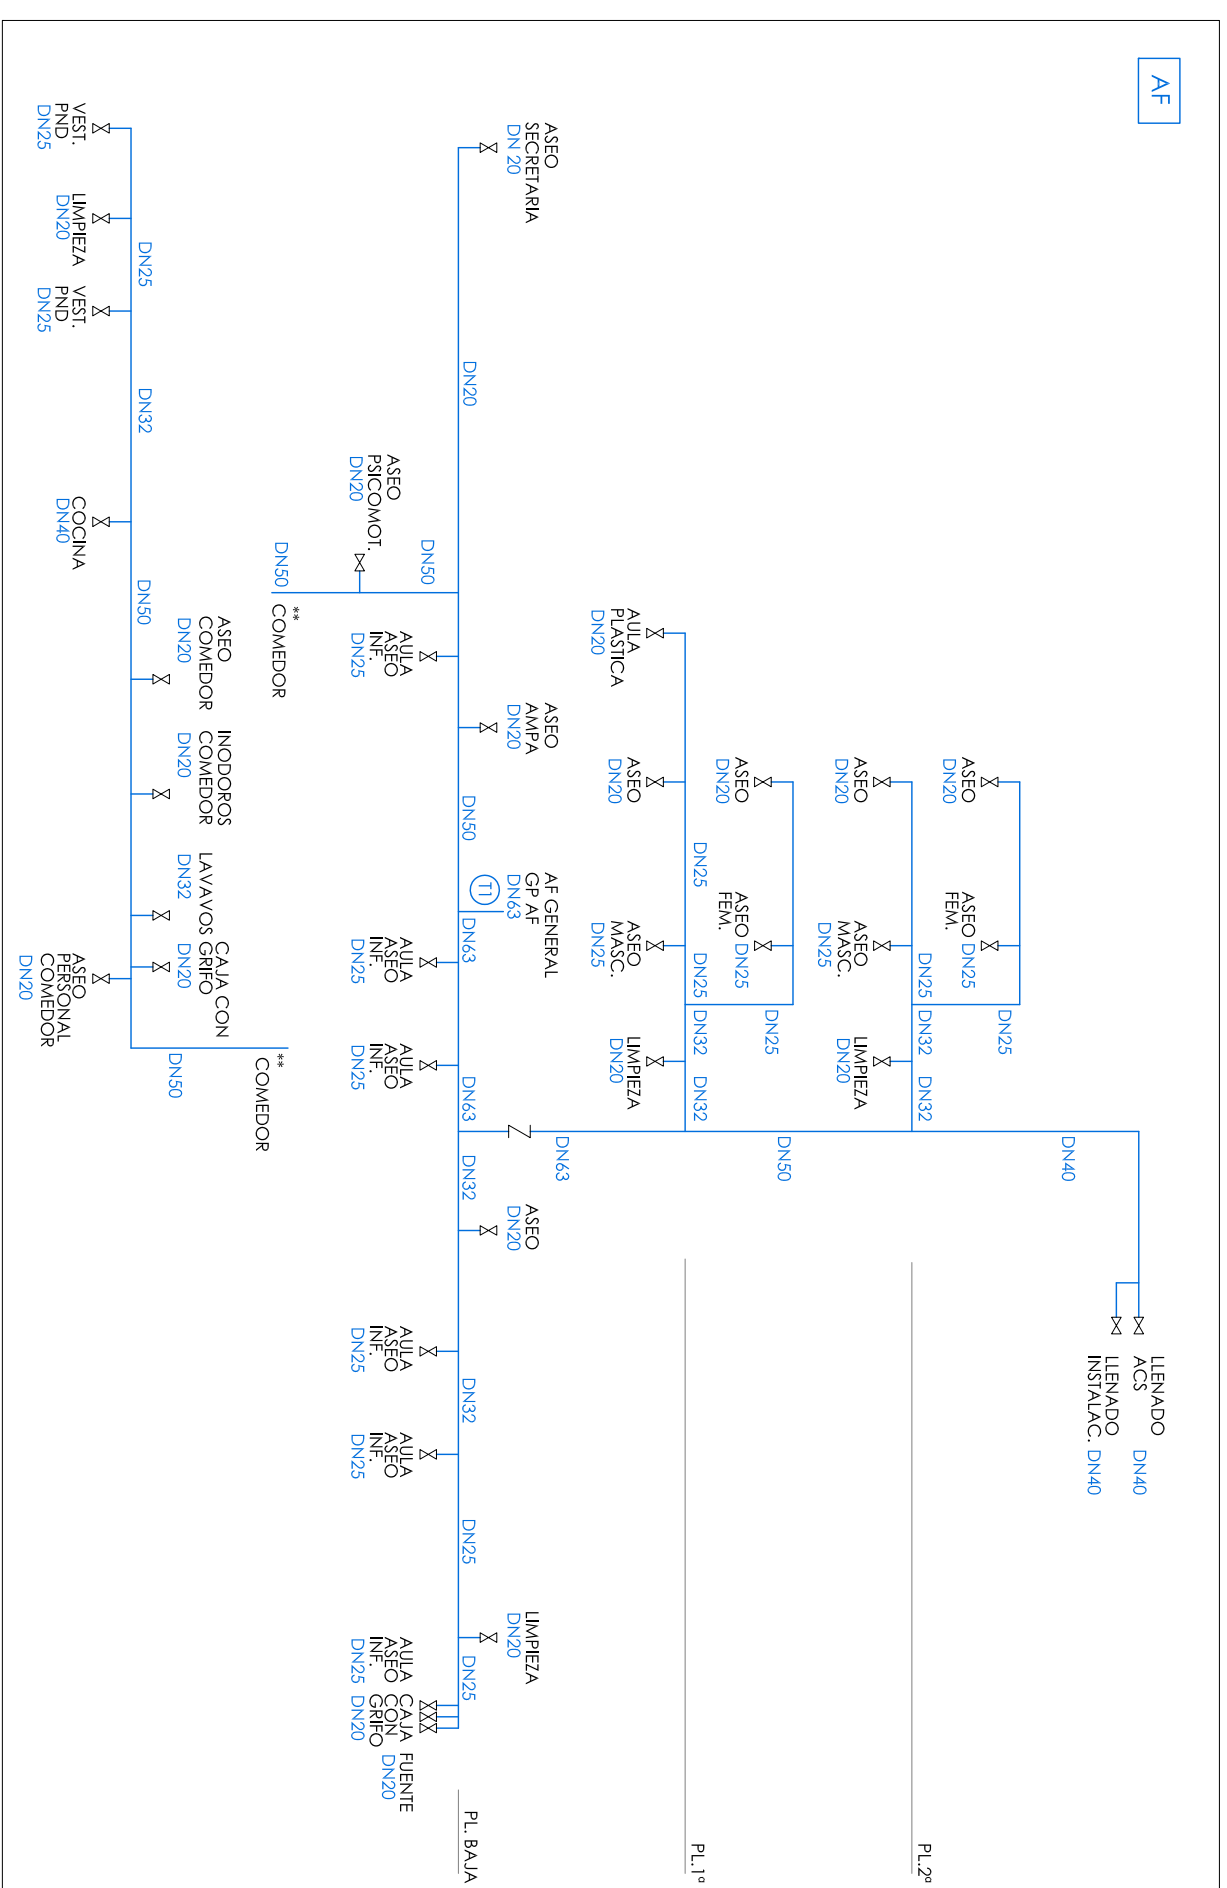 AF
LLENADO
ACS
DN40
LLENADO
INSTALAC.
DN40
DN40
ASEO
DN20
ASEO
FEM.
DN25
DN25
PL.2ª
DN25
DN32
DN32
ASEO
DN20
ASEO
MASC.
DN25
LIMPIEZA
DN20
DN50
ASEO
DN20
ASEO
FEM.
DN25
DN25
PL.1ª
DN25
DN25
DN32
DN32
AULA
PLASTICA
DN20
ASEO
DN20
ASEO
MASC.
DN25
LIMPIEZA
DN20
DN63
ASEO
SECRETARIA
DN 20
ASEO
AMPA
DN20
AF GENERAL
GP AF
DN63
T1
ASEO
DN20
LIMPIEZA
DN20
DN20
DN50
DN63
DN63
DN32
DN32
DN25
DN25
PL. BAJA
DN50
ASEO
PSICOMOT.
DN20
AULA
ASEO
INF.
DN25
AULA
ASEO
INF.
DN25
AULA
ASEO
INF.
DN25
AULA
ASEO
INF.
DN25
AULA
ASEO
INF.
DN25
AULA
ASEO
INF.
DN25
CAJA
CON
GRIFO
DN20
FUENTE
DN20
DN50
**
COMEDOR
**
COMEDOR
ASEO
COMEDOR
DN20
INODOROS
COMEDOR
DN20
LAVAVOS
DN32
CAJA CON
GRIFO
DN20
DN50
DN25
DN32
DN50
VEST.
PND
DN25
LIMPIEZA
DN20
VEST.
PND
DN25
COCINA
DN40
ASEO
PERSONAL
COMEDOR
DN20